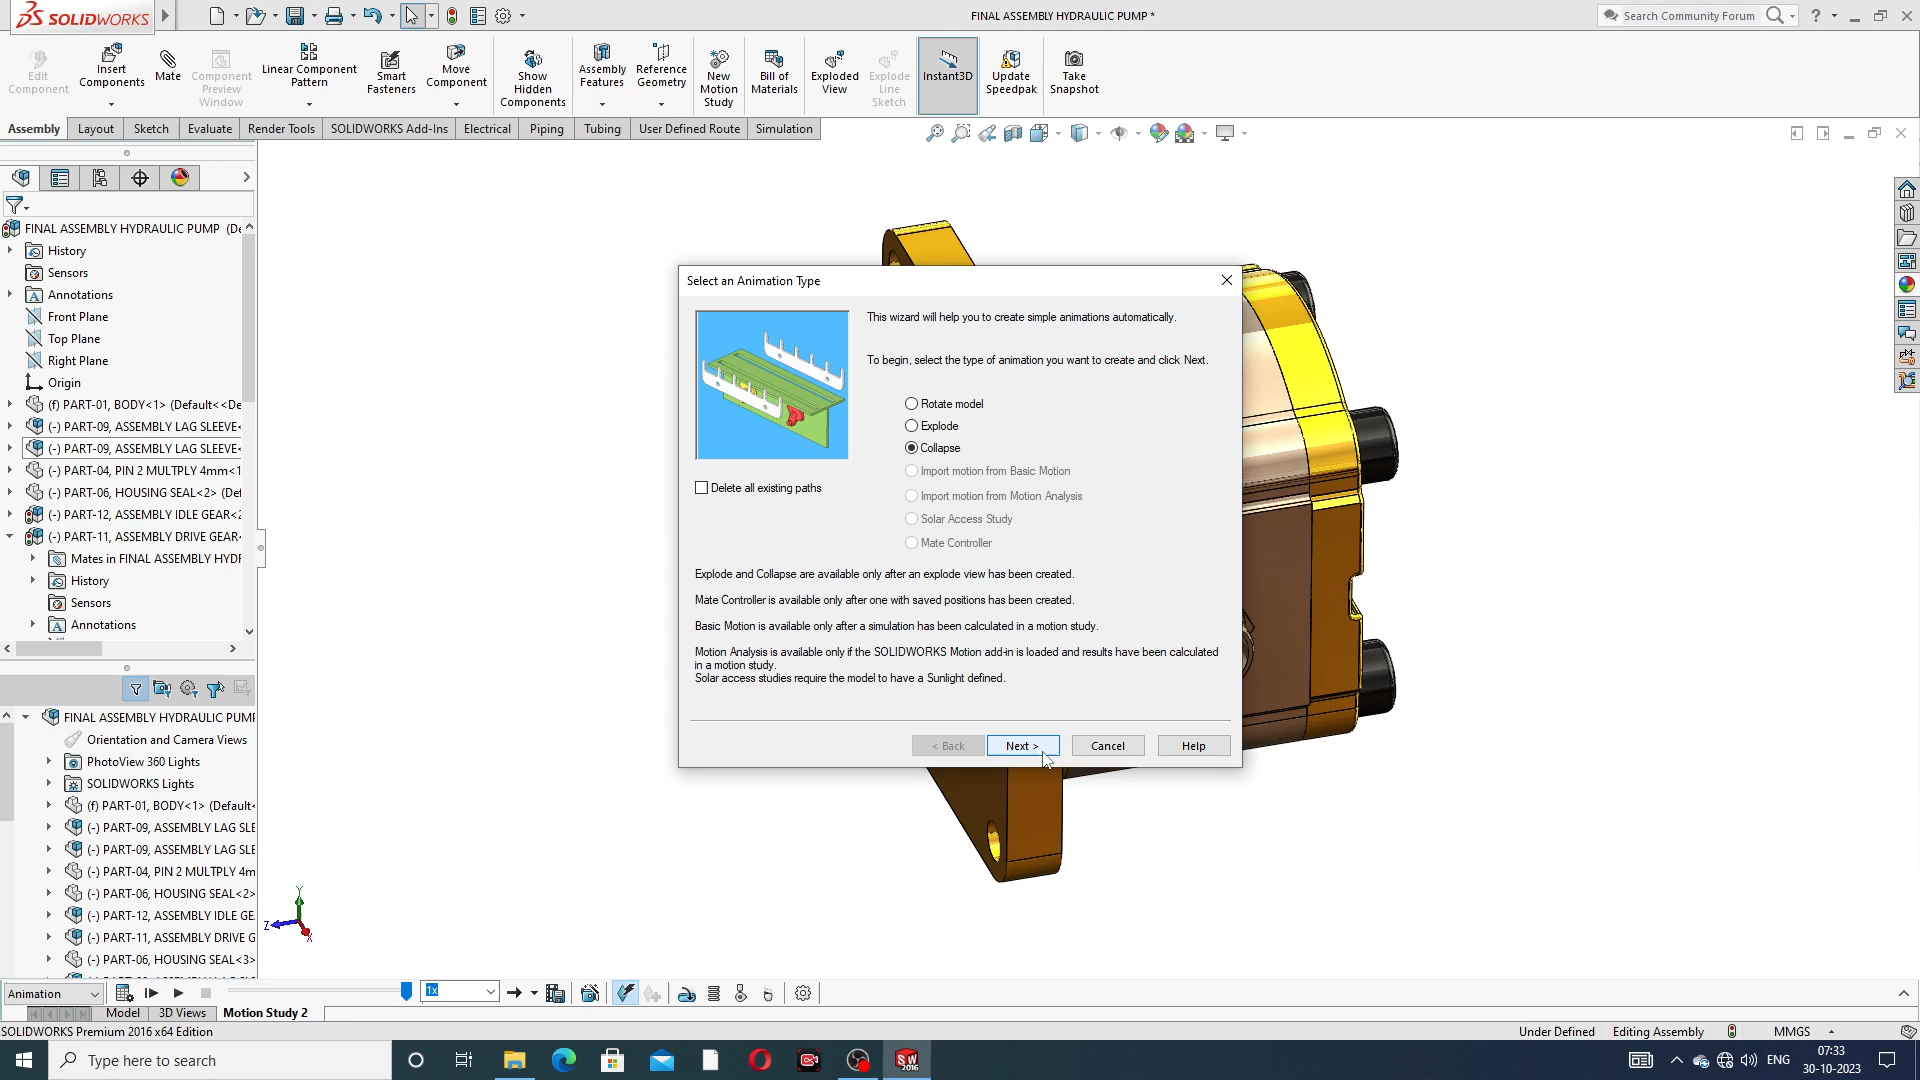 SOLIDWORKS
FINAL ASSEMBLY HYDRAULIC PUMP *
Search Community Forum
?
Edit Component
Insert Components
Mate
Component Preview Window
Linear Component Pattern
Smart Fasteners
Move Component
Show Hidden Components
Assembly Features
Reference Geometry
New Motion Study
Bill of Materials
Exploded View
Explode Line Sketch
Instant3D
Update Speedpak
Take Snapshot
Assembly
Layout
Sketch
Evaluate
Render Tools
SOLIDWORKS Add-Ins
Electrical
Piping
Tubing
User Defined Route
Simulation
FINAL ASSEMBLY HYDRAULIC PUMP (De
History
Sensors
Annotations
Front Plane
Top Plane
Right Plane
Origin
(f) PART-01, BODY<1> (Default<<De
(-) PART-09, ASSEMBLY LAG SLEEVE<
(-) PART-09, ASSEMBLY LAG SLEEVE<
(-) PART-04, PIN 2 MULTPLY 4mm<1
(-) PART-06, HOUSING SEAL<2> (Def
(-) PART-12, ASSEMBLY IDLE GEAR<2
(-) PART-11, ASSEMBLY DRIVE GEAR<
Mates in FINAL ASSEMBLY HYDF
History
Sensors
Annotations
FINAL ASSEMBLY HYDRAULIC PUMF
Orientation and Camera Views
PhotoView 360 Lights
SOLIDWORKS Lights
(f) PART-01, BODY<1> (Default<
(-) PART-09, ASSEMBLY LAG SLE
(-) PART-09, ASSEMBLY LAG SLE
(-) PART-04, PIN 2 MULTPLY 4m
(-) PART-06, HOUSING SEAL<2>
(-) PART-12, ASSEMBLY IDLE GE
(-) PART-11, ASSEMBLY DRIVE G
(-) PART-06, HOUSING SEAL<3>
Select an Animation Type
This wizard will help you to create simple animations automatically.
To begin, select the type of animation you want to create and click Next.
Rotate model
Explode
Collapse
Import motion from Basic Motion
Import motion from Motion Analysis
Solar Access Study
Mate Controller
Delete all existing paths
Explode and Collapse are available only after an explode view has been created.
Mate Controller is available only after one with saved positions has been created.
Basic Motion is available only after a simulation has been calculated in a motion study.
Motion Analysis is available only if the SOLIDWORKS Motion add-in is loaded and results have been calculated
in a motion study.
Solar access studies require the model to have a Sunlight defined.
< Back
Next >
Cancel
Help
Y
Z
X
Animation
1x
Model
3D Views
Motion Study 2
SOLIDWORKS Premium 2016 x64 Edition
Under Defined
Editing Assembly
MMGS
Type here to search
SW
2016
ENG
07:33
30-10-2023